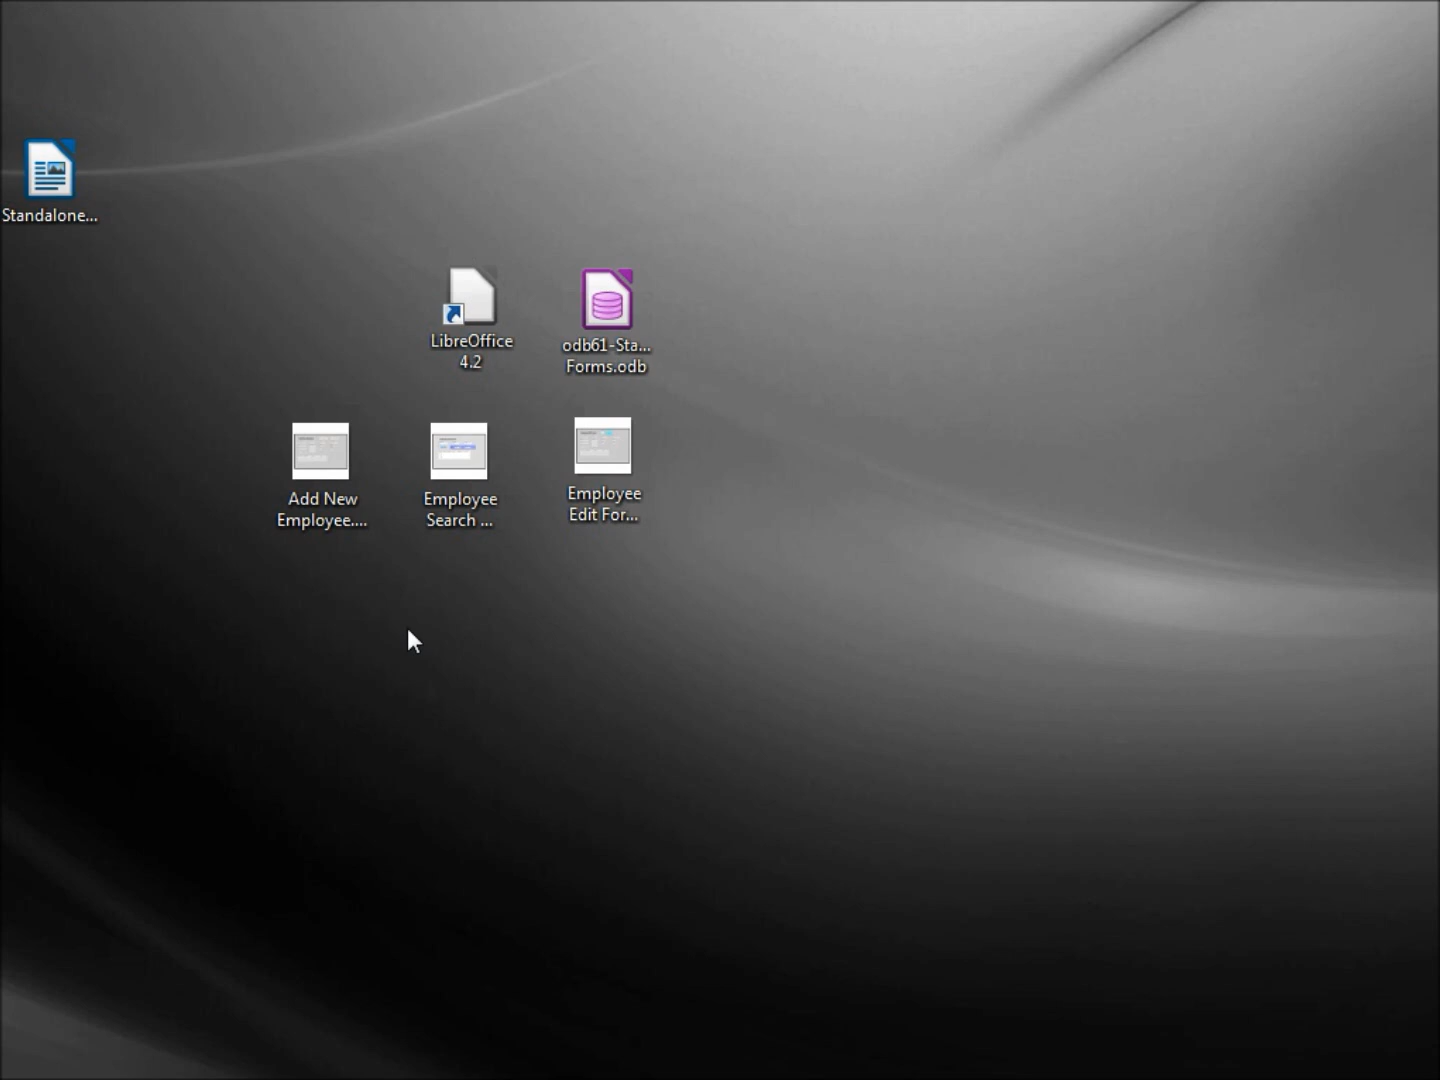 Standalone...
LibreOffice
4.2
odb61-Sta...
Forms.odb
Add New
Employee....
Employee
Search ...
Employee
Edit For...